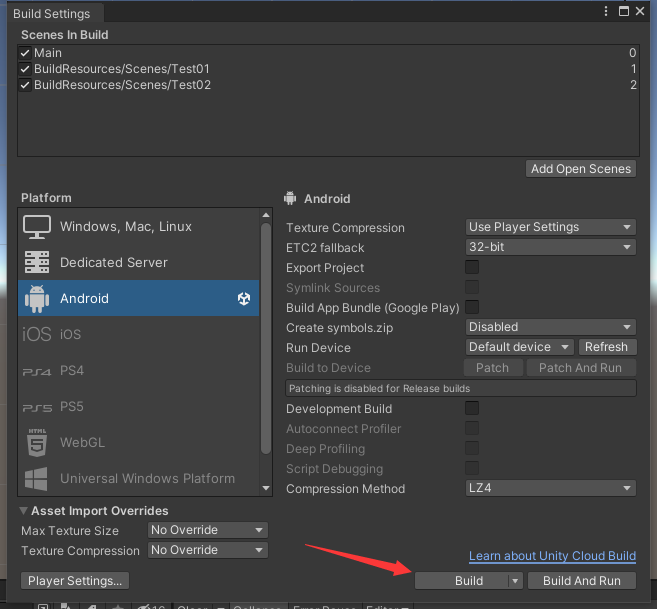 Build Settings
Scenes In Build
Main 0
BuildResources/Scenes/Test01 1
BuildResources/Scenes/Test02 2
Add Open Scenes
Platform
Windows, Mac, Linux
Dedicated Server
Android
iOS iOS
PS4 PS4
PS5 PS5
HTML 5 WebGL
Universal Windows Platform
Android
Texture Compression Use Player Settings
ETC2 fallback 32-bit
Export Project
Symlink Sources
Build App Bundle (Google Play)
Create symbols.zip Disabled
Run Device Default device Refresh
Build to Device Patch Patch And Run
Patching is disabled for Release builds
Development Build
Autoconnect Profiler
Deep Profiling
Script Debugging
Compression Method LZ4
Asset Import Overrides
Max Texture Size No Override
Texture Compression No Override
Learn about Unity Cloud Build
Player Settings... Build Build And Run